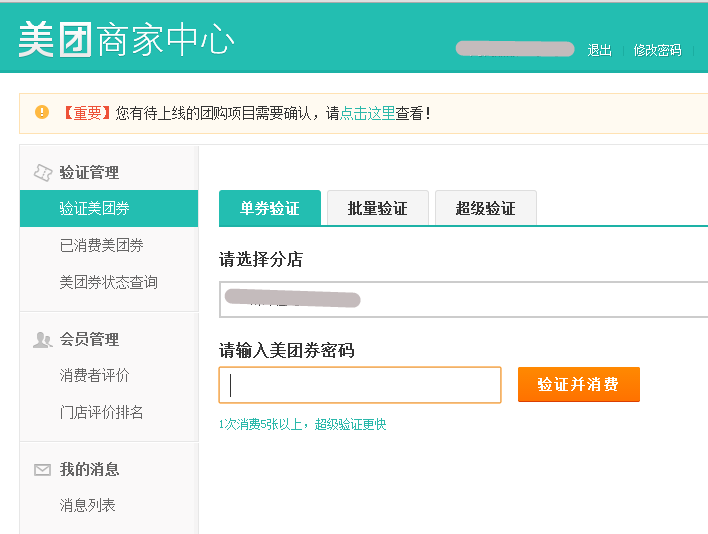 美团商家中心
退出 修改密码
【重要】您有待上线的团购项目需要确认，请点击这里查看！
验证管理
验证美团券
已消费美团券
美团券状态查询
会员管理
消费者评价
门店评价排名
我的消息
消息列表
单券验证 批量验证 超级验证
请选择分店
请输入美团券密码
验证并消费
1次消费5张以上，超级验证更快